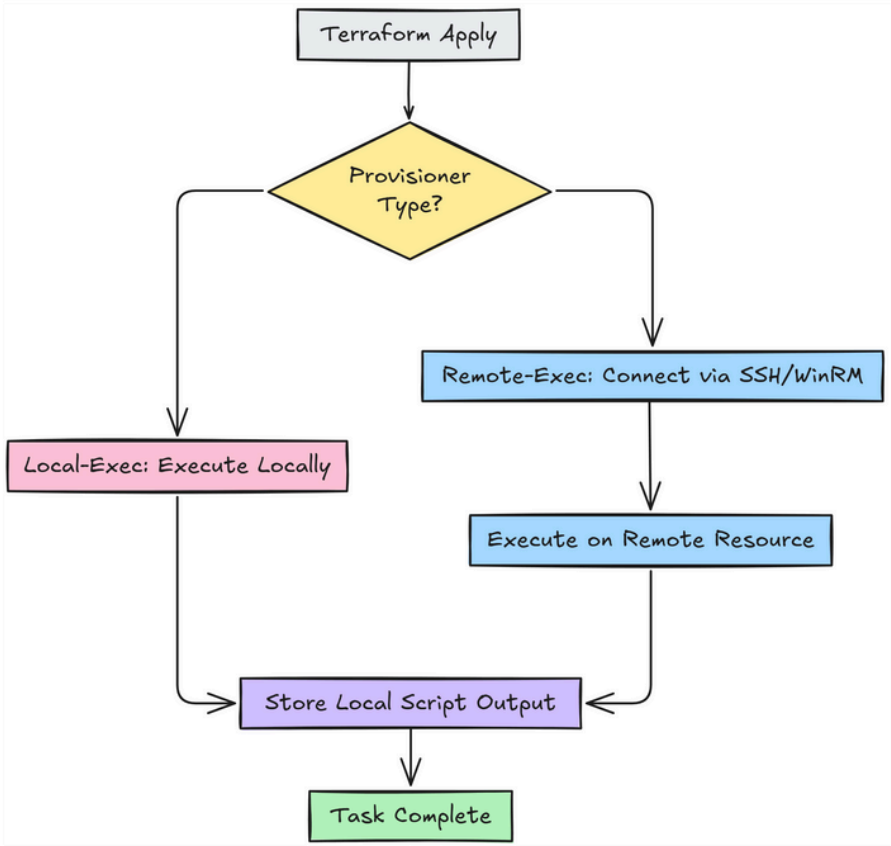 Terraform Apply
Provisioner
Type?
Remote-Exec: Connect via SSH/WinRM
Local-Exec: Execute Locally
Execute on Remote Resource
Store Local Script Output
Task Complete